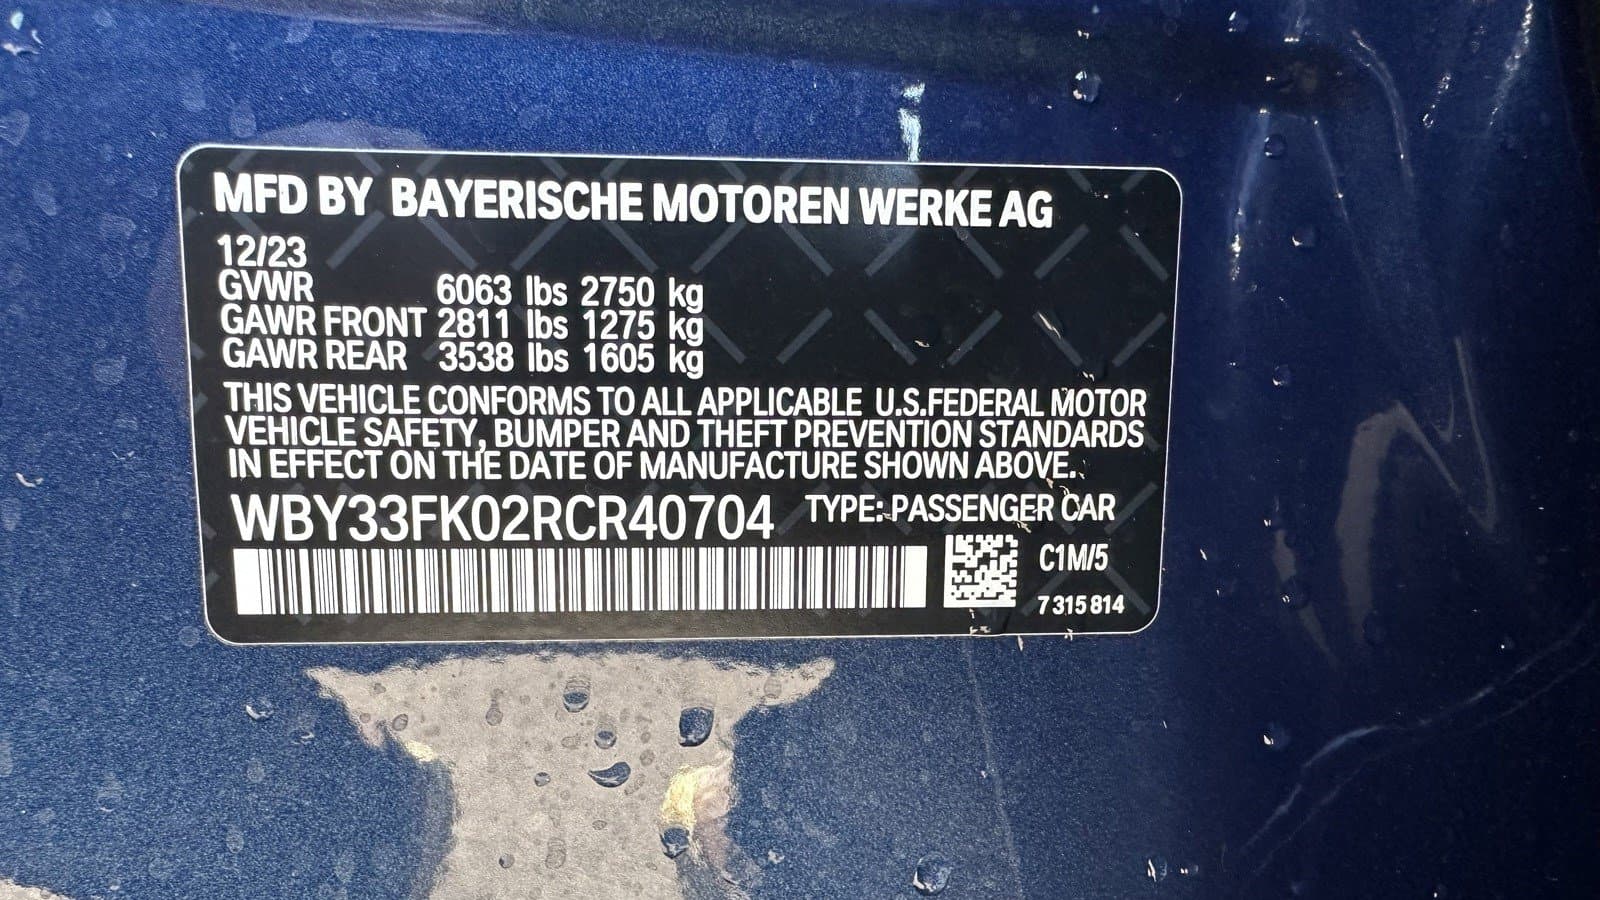 MFD BY BAYERISCHE MOTOREN WERKE AG
12/23
GVWR 6063 lbs 2750 kg
GAWR FRONT 2811 lbs 1275 kg
GAWR REAR 3538 lbs 1605 kg
THIS VEHICLE CONFORMS TO ALL APPLICABLE U.S.FEDERAL MOTOR
VEHICLE SAFETY, BUMPER AND THEFT PREVENTION STANDARDS
IN EFFECT ON THE DATE OF MANUFACTURE SHOWN ABOVE.
WBY33FK02RCR40704 TYPE: PASSENGER CAR
C1M/5
7 315 814